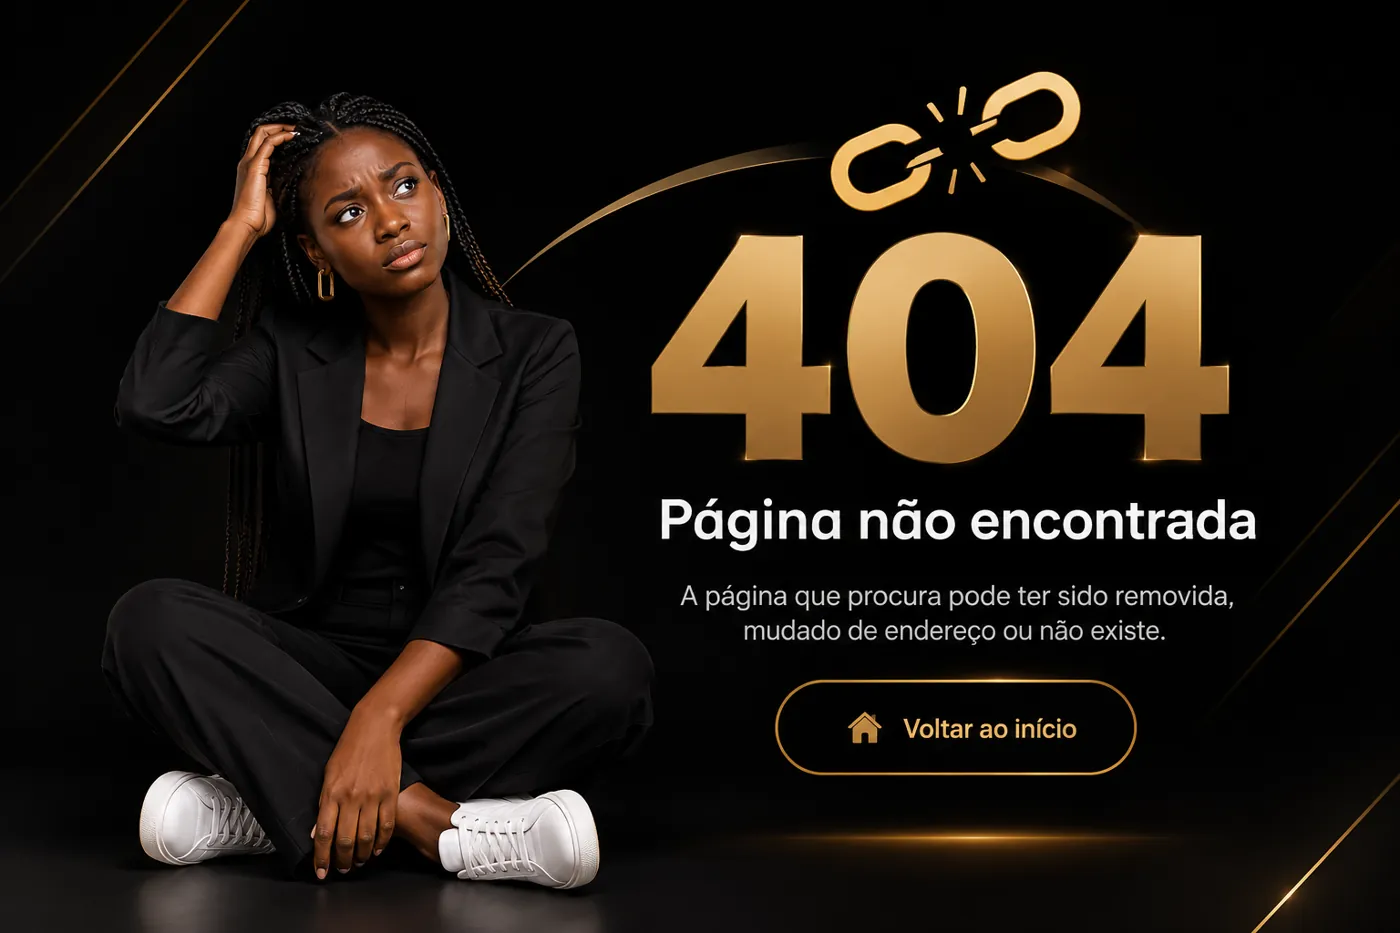 404
Página não encontrada
A página que procura pode ter sido removida,
mudado de endereço ou não existe.
Voltar ao início